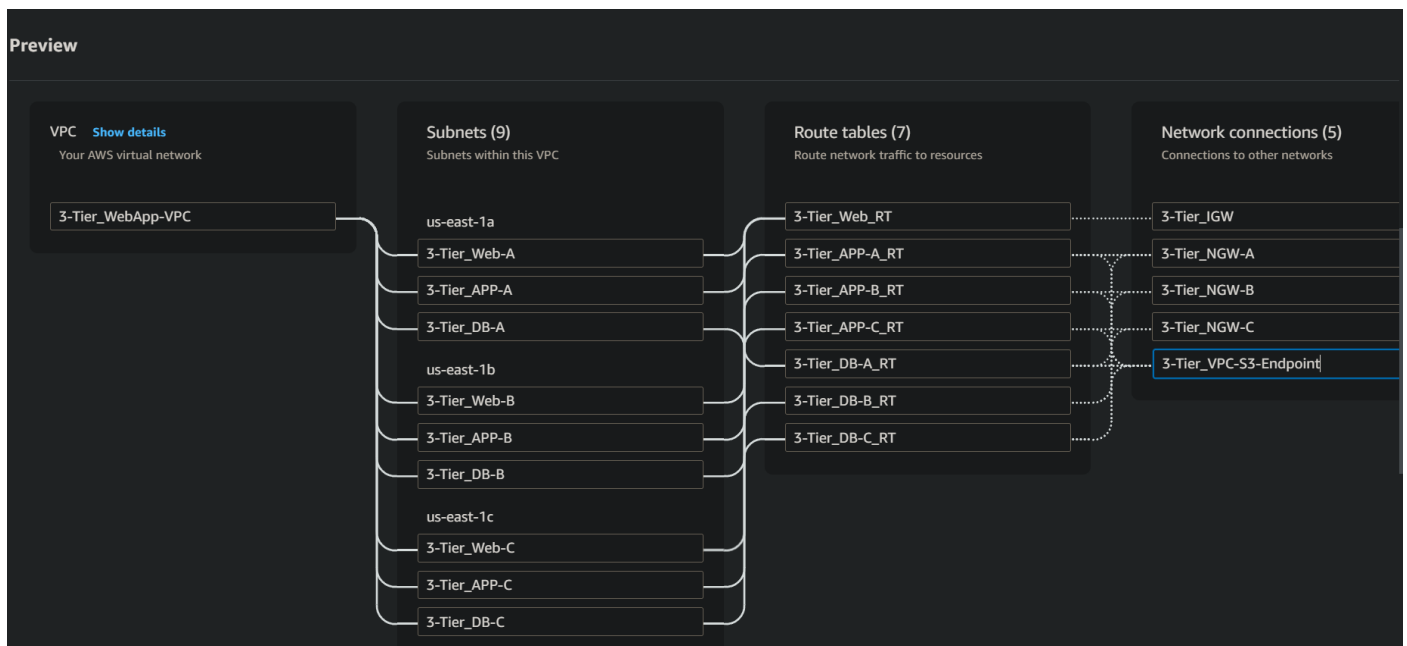 Preview
VPC Show details
Your AWS virtual network
3-Tier_WebApp-VPC
Subnets (9)
Subnets within this VPC
us-east-1a
3-Tier_Web-A
3-Tier_APP-A
3-Tier_DB-A
us-east-1b
3-Tier_Web-B
3-Tier_APP-B
3-Tier_DB-B
us-east-1c
3-Tier_Web-C
3-Tier_APP-C
3-Tier_DB-C
Route tables (7)
Route network traffic to resources
3-Tier_Web_RT
3-Tier_APP-A_RT
3-Tier_APP-B_RT
3-Tier_APP-C_RT
3-Tier_DB-A_RT
3-Tier_DB-B_RT
3-Tier_DB-C_RT
Network connections (5)
Connections to other networks
3-Tier_IGW
3-Tier_NGW-A
3-Tier_NGW-B
3-Tier_NGW-C
3-Tier_VPC-S3-Endpoint